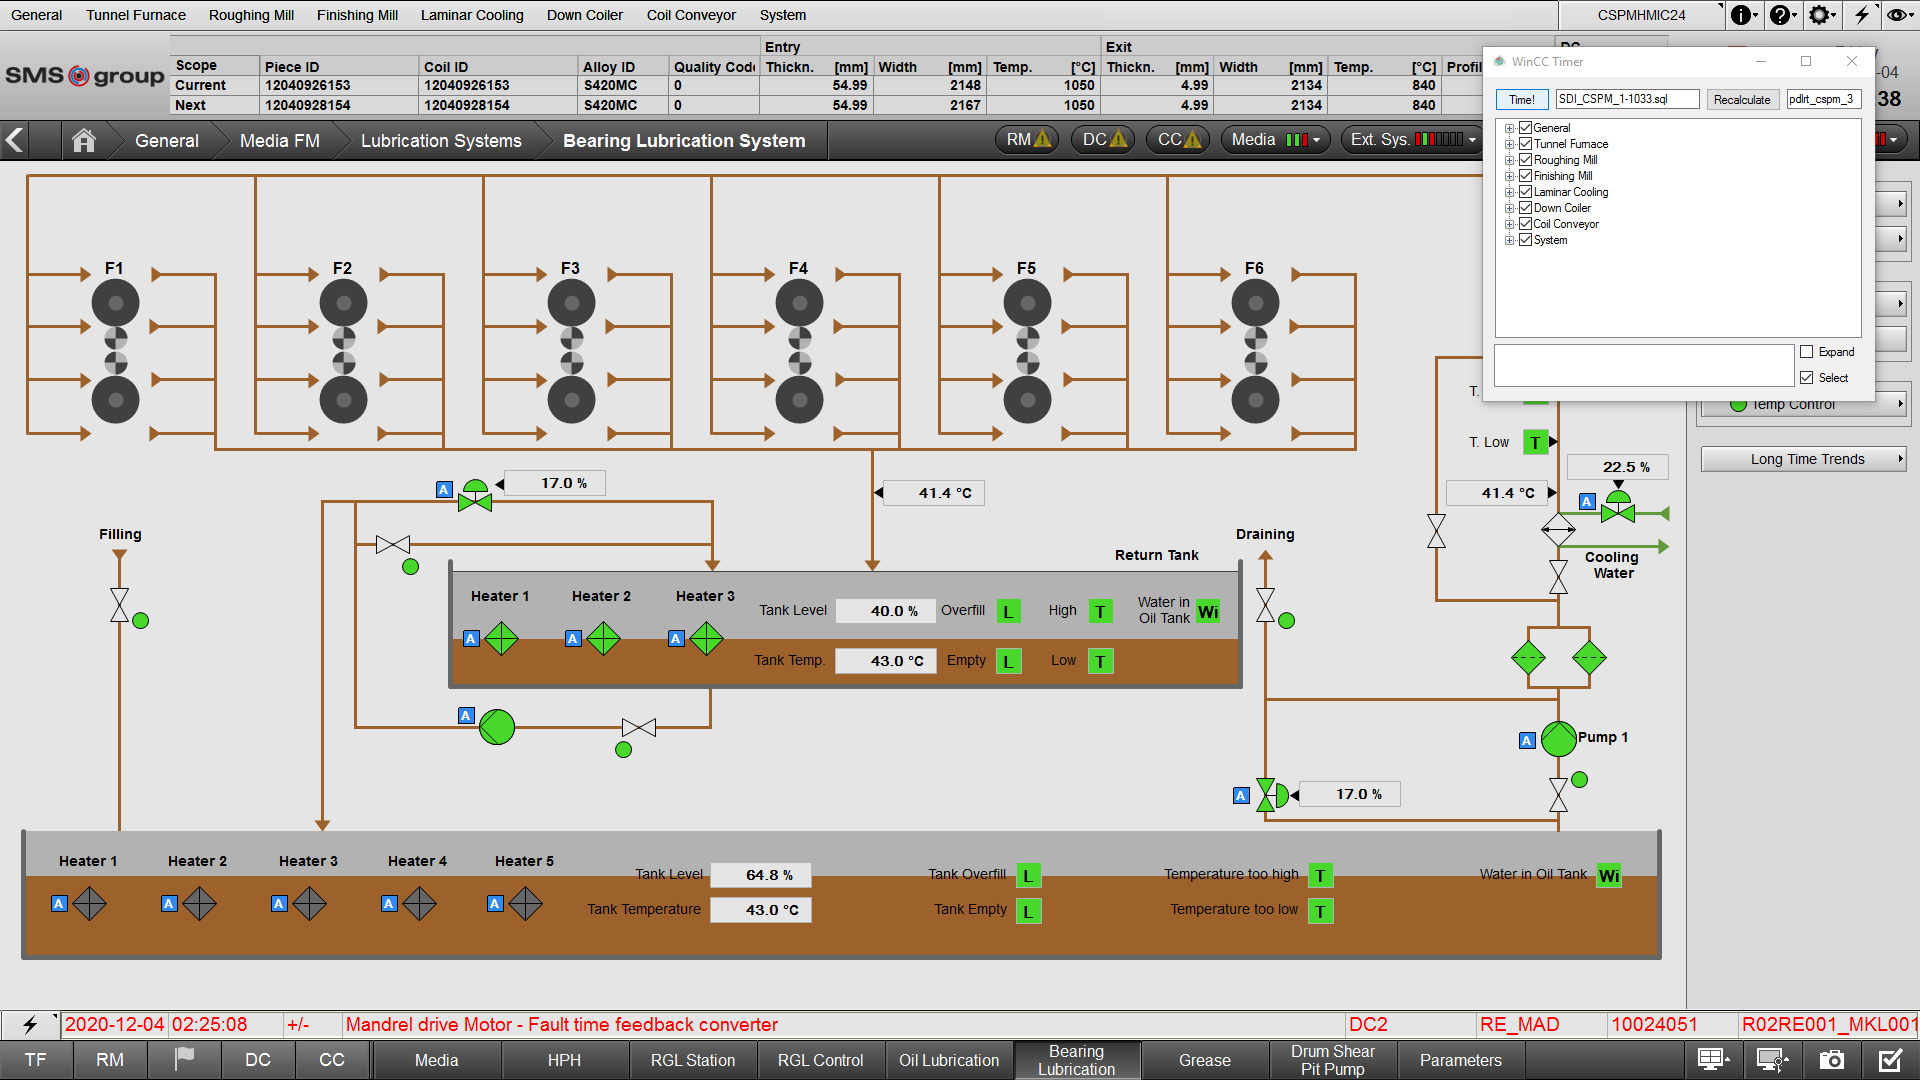 General Tunnel Furnace Roughing Mill Finishing Mill Laminar Cooling Down Coiler Coil Conveyor System CSPMHMIC24
SMS group
Entry Exit
Scope Piece ID Coil ID Alloy ID Quality Code Thickn. [mm] Width [mm] Temp. [°C] Thickn. [mm] Width [mm] Temp. [°C] Profil
Current 12040926153 12040926153 S420MC 0 54.99 2148 1050 4.99 2134 840
Next 12040928154 12040928154 S420MC 0 54.99 2167 1050 4.99 2134 840
-04
38
WinCC Timer
Time! SDI_CSPM_1-1033.sql Recalculate pdlrt_cspm_3
General
Tunnel Furnace
Roughing Mill
Finishing Mill
Laminar Cooling
Down Coiler
Coil Conveyor
System
Expand
Select
General Media FM Lubrication Systems Bearing Lubrication System RM DC CC Media Ext. Sys.
F1 F2 F3 F4 F5 F6
T.
Temp Control
T. Low T
Long Time Trends
22.5 %
A 17.0 %
41.4 °C
41.4 °C
A
Filling
Draining
Return Tank
Cooling
Water
Heater 1 Heater 2 Heater 3
Tank Level 40.0 % Overfill L High T Water in
Oil Tank Wi
A A A
Tank Temp. 43.0 °C Empty L Low T
A
A Pump 1
A 17.0 %
Heater 1 Heater 2 Heater 3 Heater 4 Heater 5
Tank Level 64.8 % Tank Overfill L Temperature too high T Water in Oil Tank Wi
A A A A A
Tank Temperature 43.0 °C Tank Empty L Temperature too low T
2020-12-04 02:25:08 +/- Mandrel drive Motor - Fault time feedback converter DC2 RE_MAD 10024051 R02RE001_MKL001
TF RM DC CC Media HPH RGL Station RGL Control Oil Lubrication Bearing
Lubrication Grease Drum Shear
Pit Pump Parameters